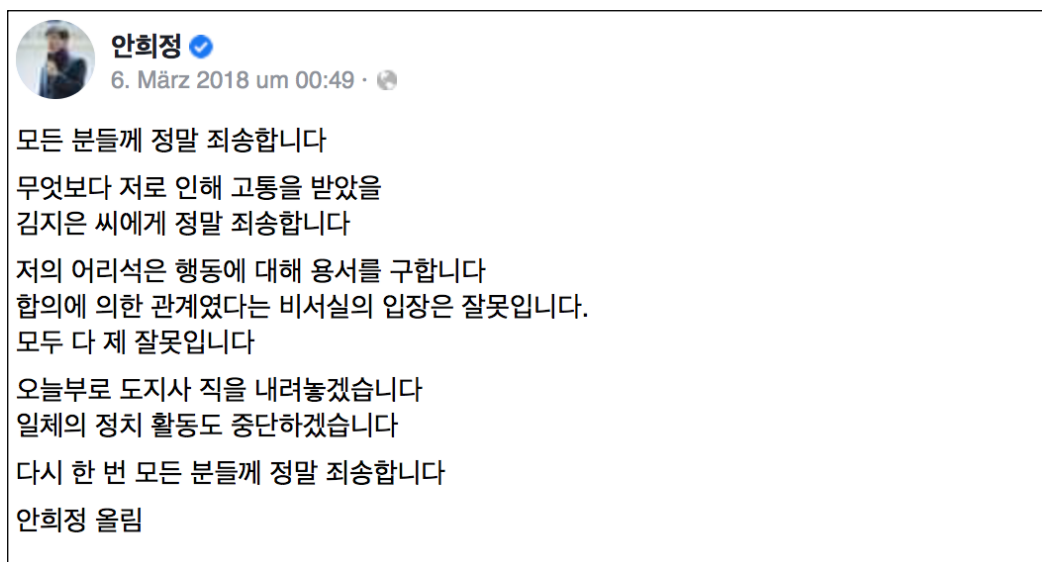 안희정
6. März 2018 um 00:49 ·
모든 분들께 정말 죄송합니다
무엇보다 저로 인해 고통을 받았을
김지은 씨에게 정말 죄송합니다
저의 어리석은 행동에 대해 용서를 구합니다
합의에 의한 관계였다는 비서실의 입장은 잘못입니다.
모두 다 제 잘못입니다
오늘부로 도지사 직을 내려놓겠습니다
일체의 정치 활동도 중단하겠습니다
다시 한 번 모든 분들께 정말 죄송합니다
안희정 올림